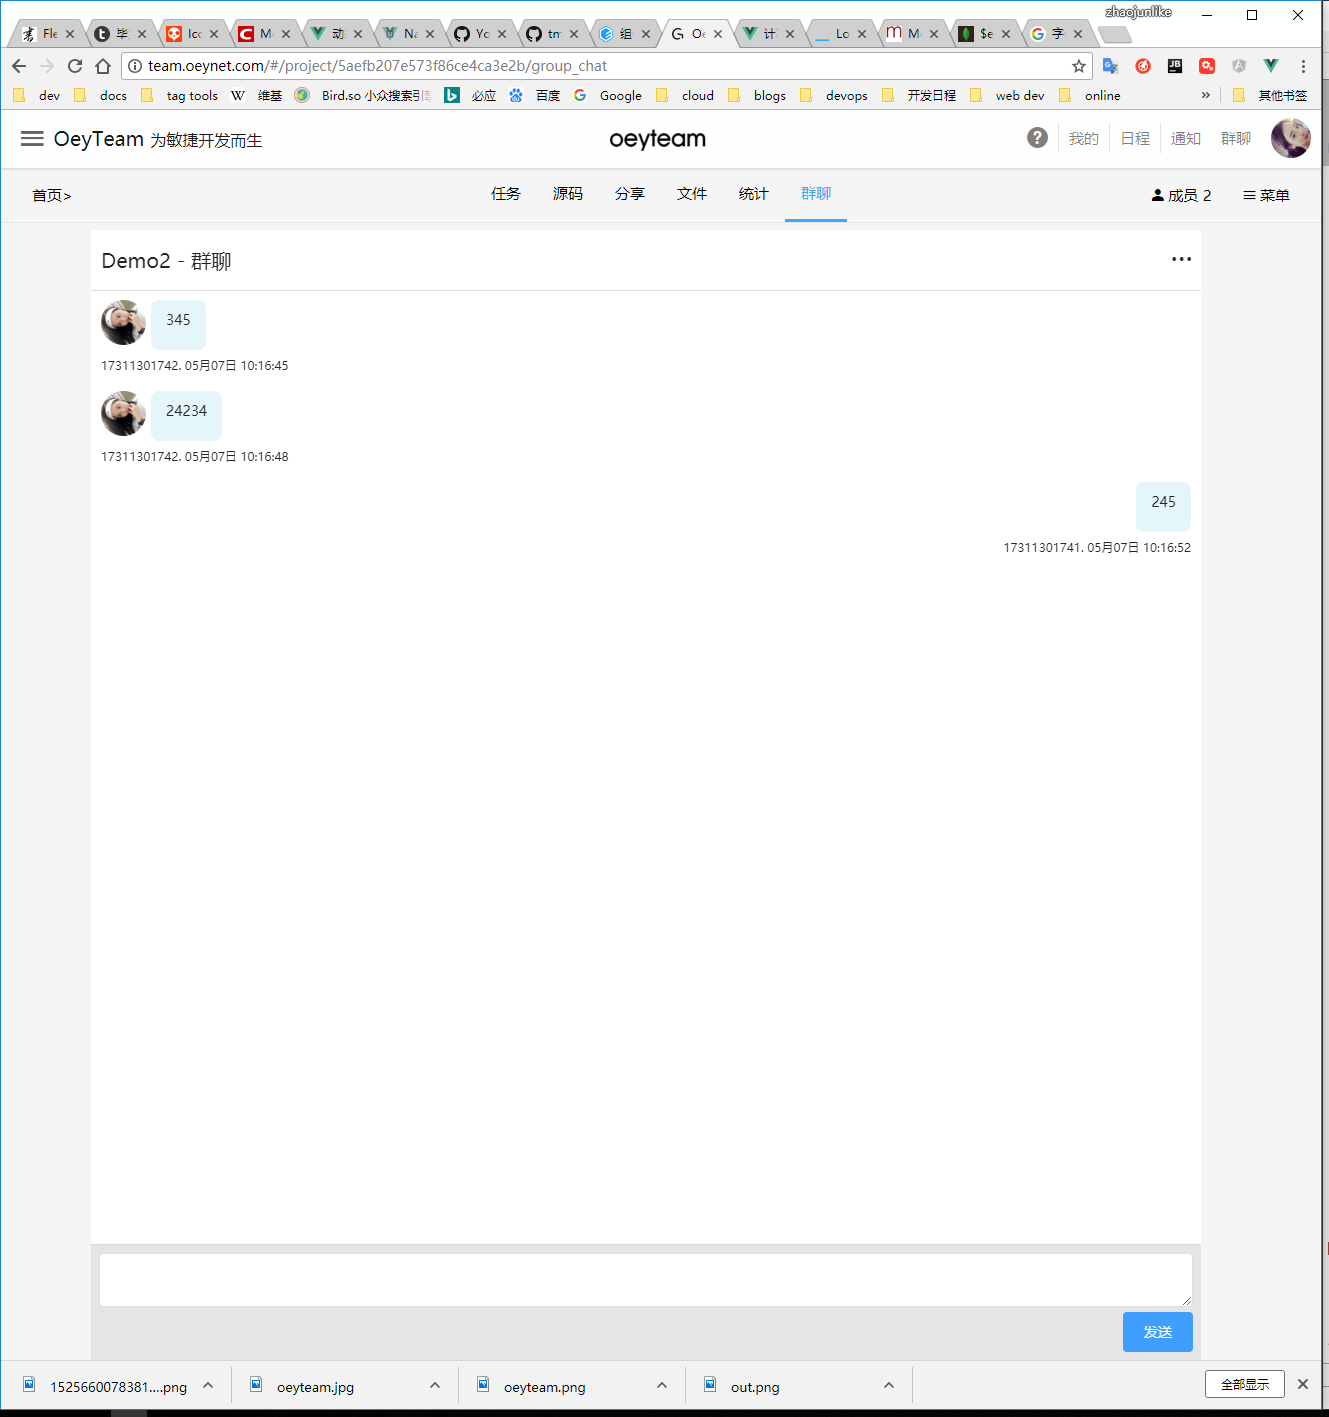 zhaojunlike
Fle
毕
Icc
M
动
Na
Yc
tm
组
Oe
计
Lo
M
$e
字
team.oeynet.com/#/project/5aefb207e573f86ce4ca3e2b/group_chat
dev docs tag tools 维基 Bird.so 小众搜索引 必应 百度 Google cloud blogs devops 开发日程 web dev online » 其他书签
OeyTeam 为敏捷开发而生 oeyteam 我的 日程 通知 群聊
首页> 任务 源码 分享 文件 统计 群聊 成员 2 菜单
Demo2 - 群聊
345
17311301742. 05月07日 10:16:45
24234
17311301742. 05月07日 10:16:48
245
17311301741. 05月07日 10:16:52
发送
1525660078381....png oeyteam.jpg oeyteam.png out.png 全部显示